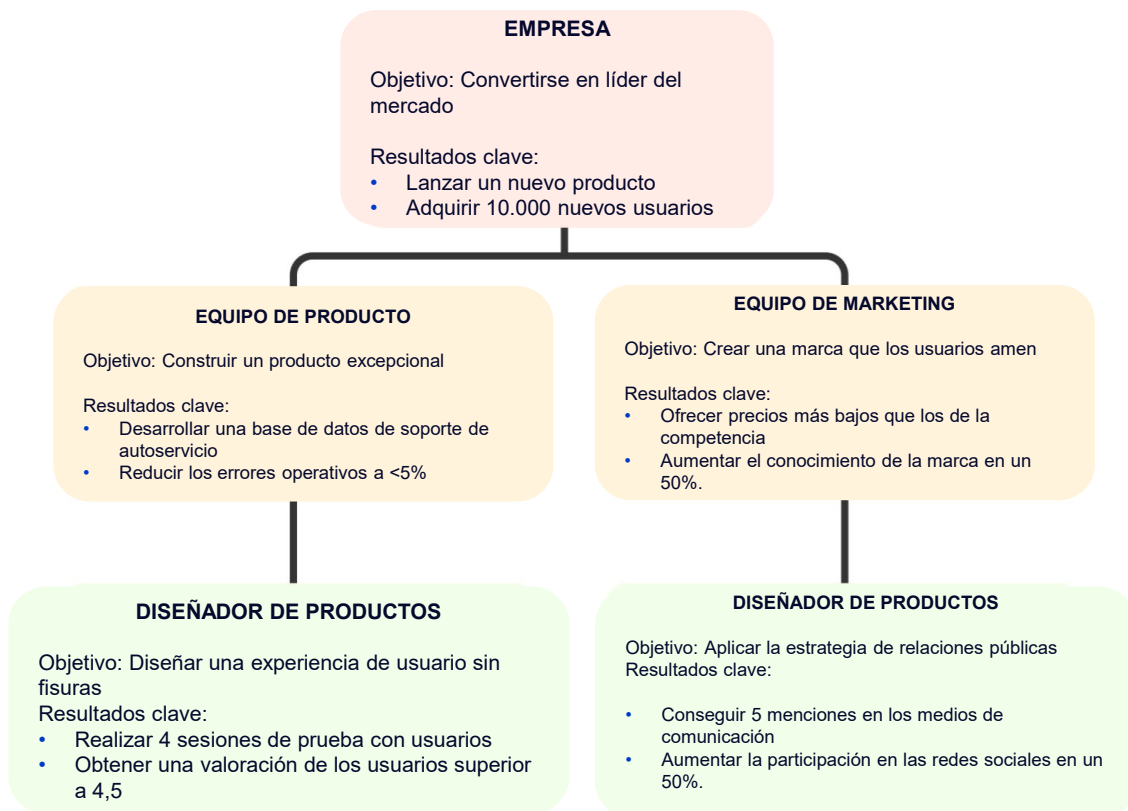 EMPRESA
Objetivo: Convertirse en líder del
mercado
Resultados clave:
• Lanzar un nuevo producto
• Adquirir 10.000 nuevos usuarios
EQUIPO DE PRODUCTO
Objetivo: Construir un producto excepcional
Resultados clave:
• Desarrollar una base de datos de soporte de
autoservicio
• Reducir los errores operativos a <5%
EQUIPO DE MARKETING
Objetivo: Crear una marca que los usuarios amen
Resultados clave:
• Ofrecer precios más bajos que los de la
competencia
• Aumentar el conocimiento de la marca en un
50%.
DISEÑADOR DE PRODUCTOS
Objetivo: Diseñar una experiencia de usuario sin
fisuras
Resultados clave:
• Realizar 4 sesiones de prueba con usuarios
• Obtener una valoración de los usuarios superior
a 4,5
DISEÑADOR DE PRODUCTOS
Objetivo: Aplicar la estrategia de relaciones públicas
Resultados clave:
• Conseguir 5 menciones en los medios de
comunicación
• Aumentar la participación en las redes sociales en un
50%.